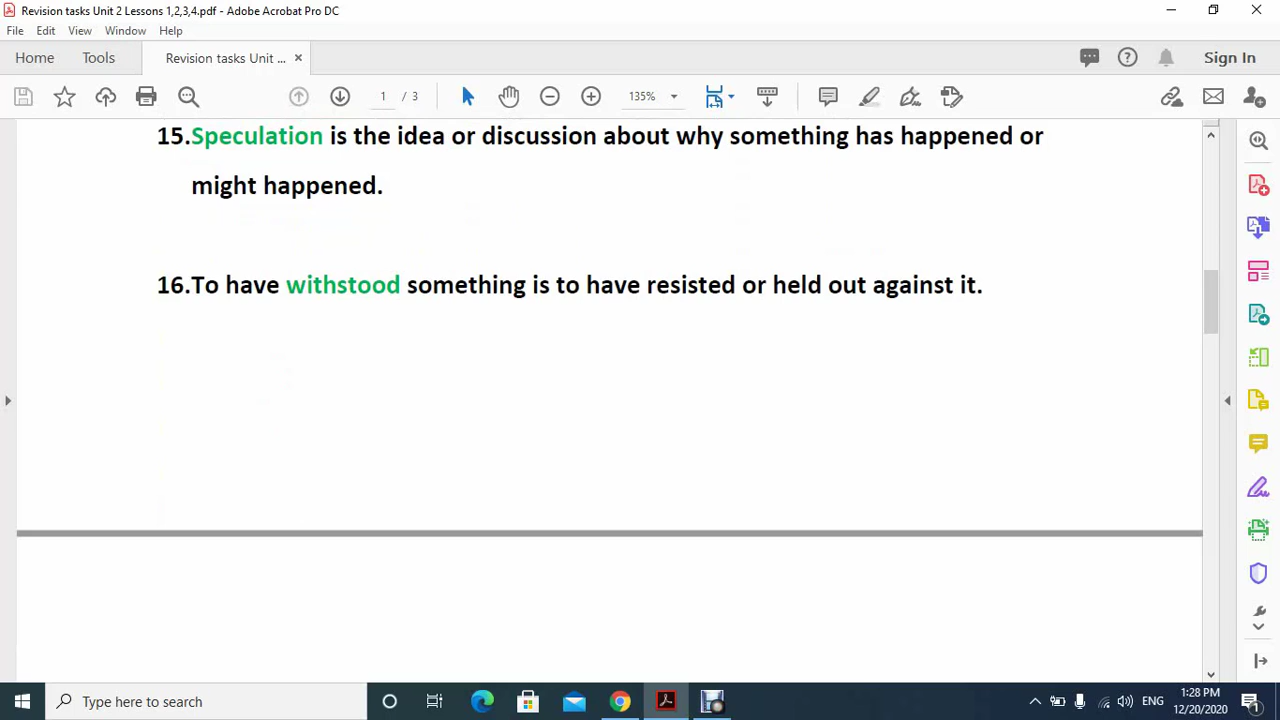 Revision tasks Unit 2 Lessons 1,2,3,4.pdf - Adobe Acrobat Pro DC
File Edit View Window Help
Home Tools Revision tasks Unit ... × Sign In
1 / 3 135%
15.Speculation is the idea or discussion about why something has happened or
might happened.
16.To have withstood something is to have resisted or held out against it.
Type here to search ENG 1:28 PM
12/20/2020 1